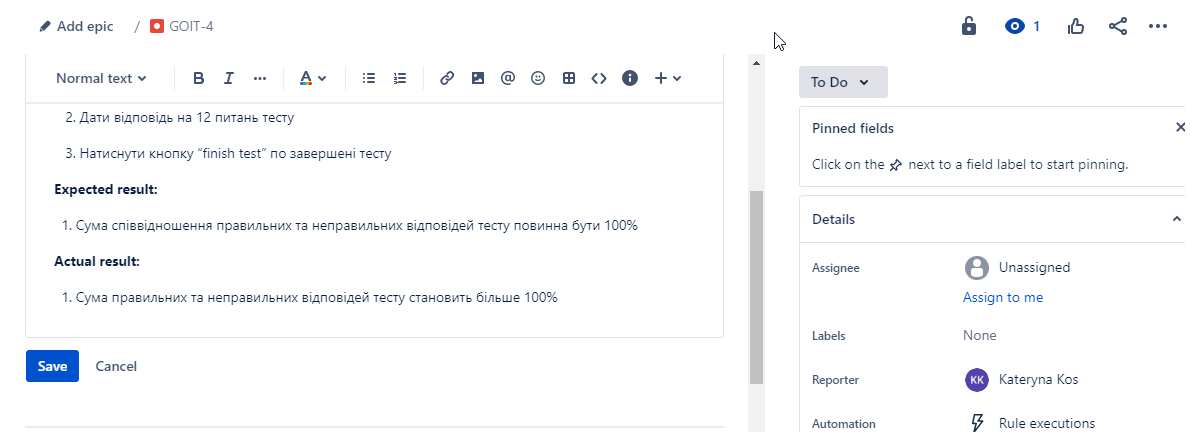 Add epic / GOIT-4
1
Normal text B I ... A @ <> i +
2. Дати відповідь на 12 питань тесту
3. Натиснути кнопку “finish test” по завершені тесту
Expected result:
1. Сума співвідношення правильних та неправильних відповідей тесту повинна бути 100%
Actual result:
1. Сума правильних та неправильних відповідей тесту становить більше 100%
Save Cancel
To Do
Pinned fields
Click on the next to a field label to start pinning.
Details
Assignee Unassigned
Assign to me
Labels None
Reporter KK Kateryna Kos
Automation Rule executions